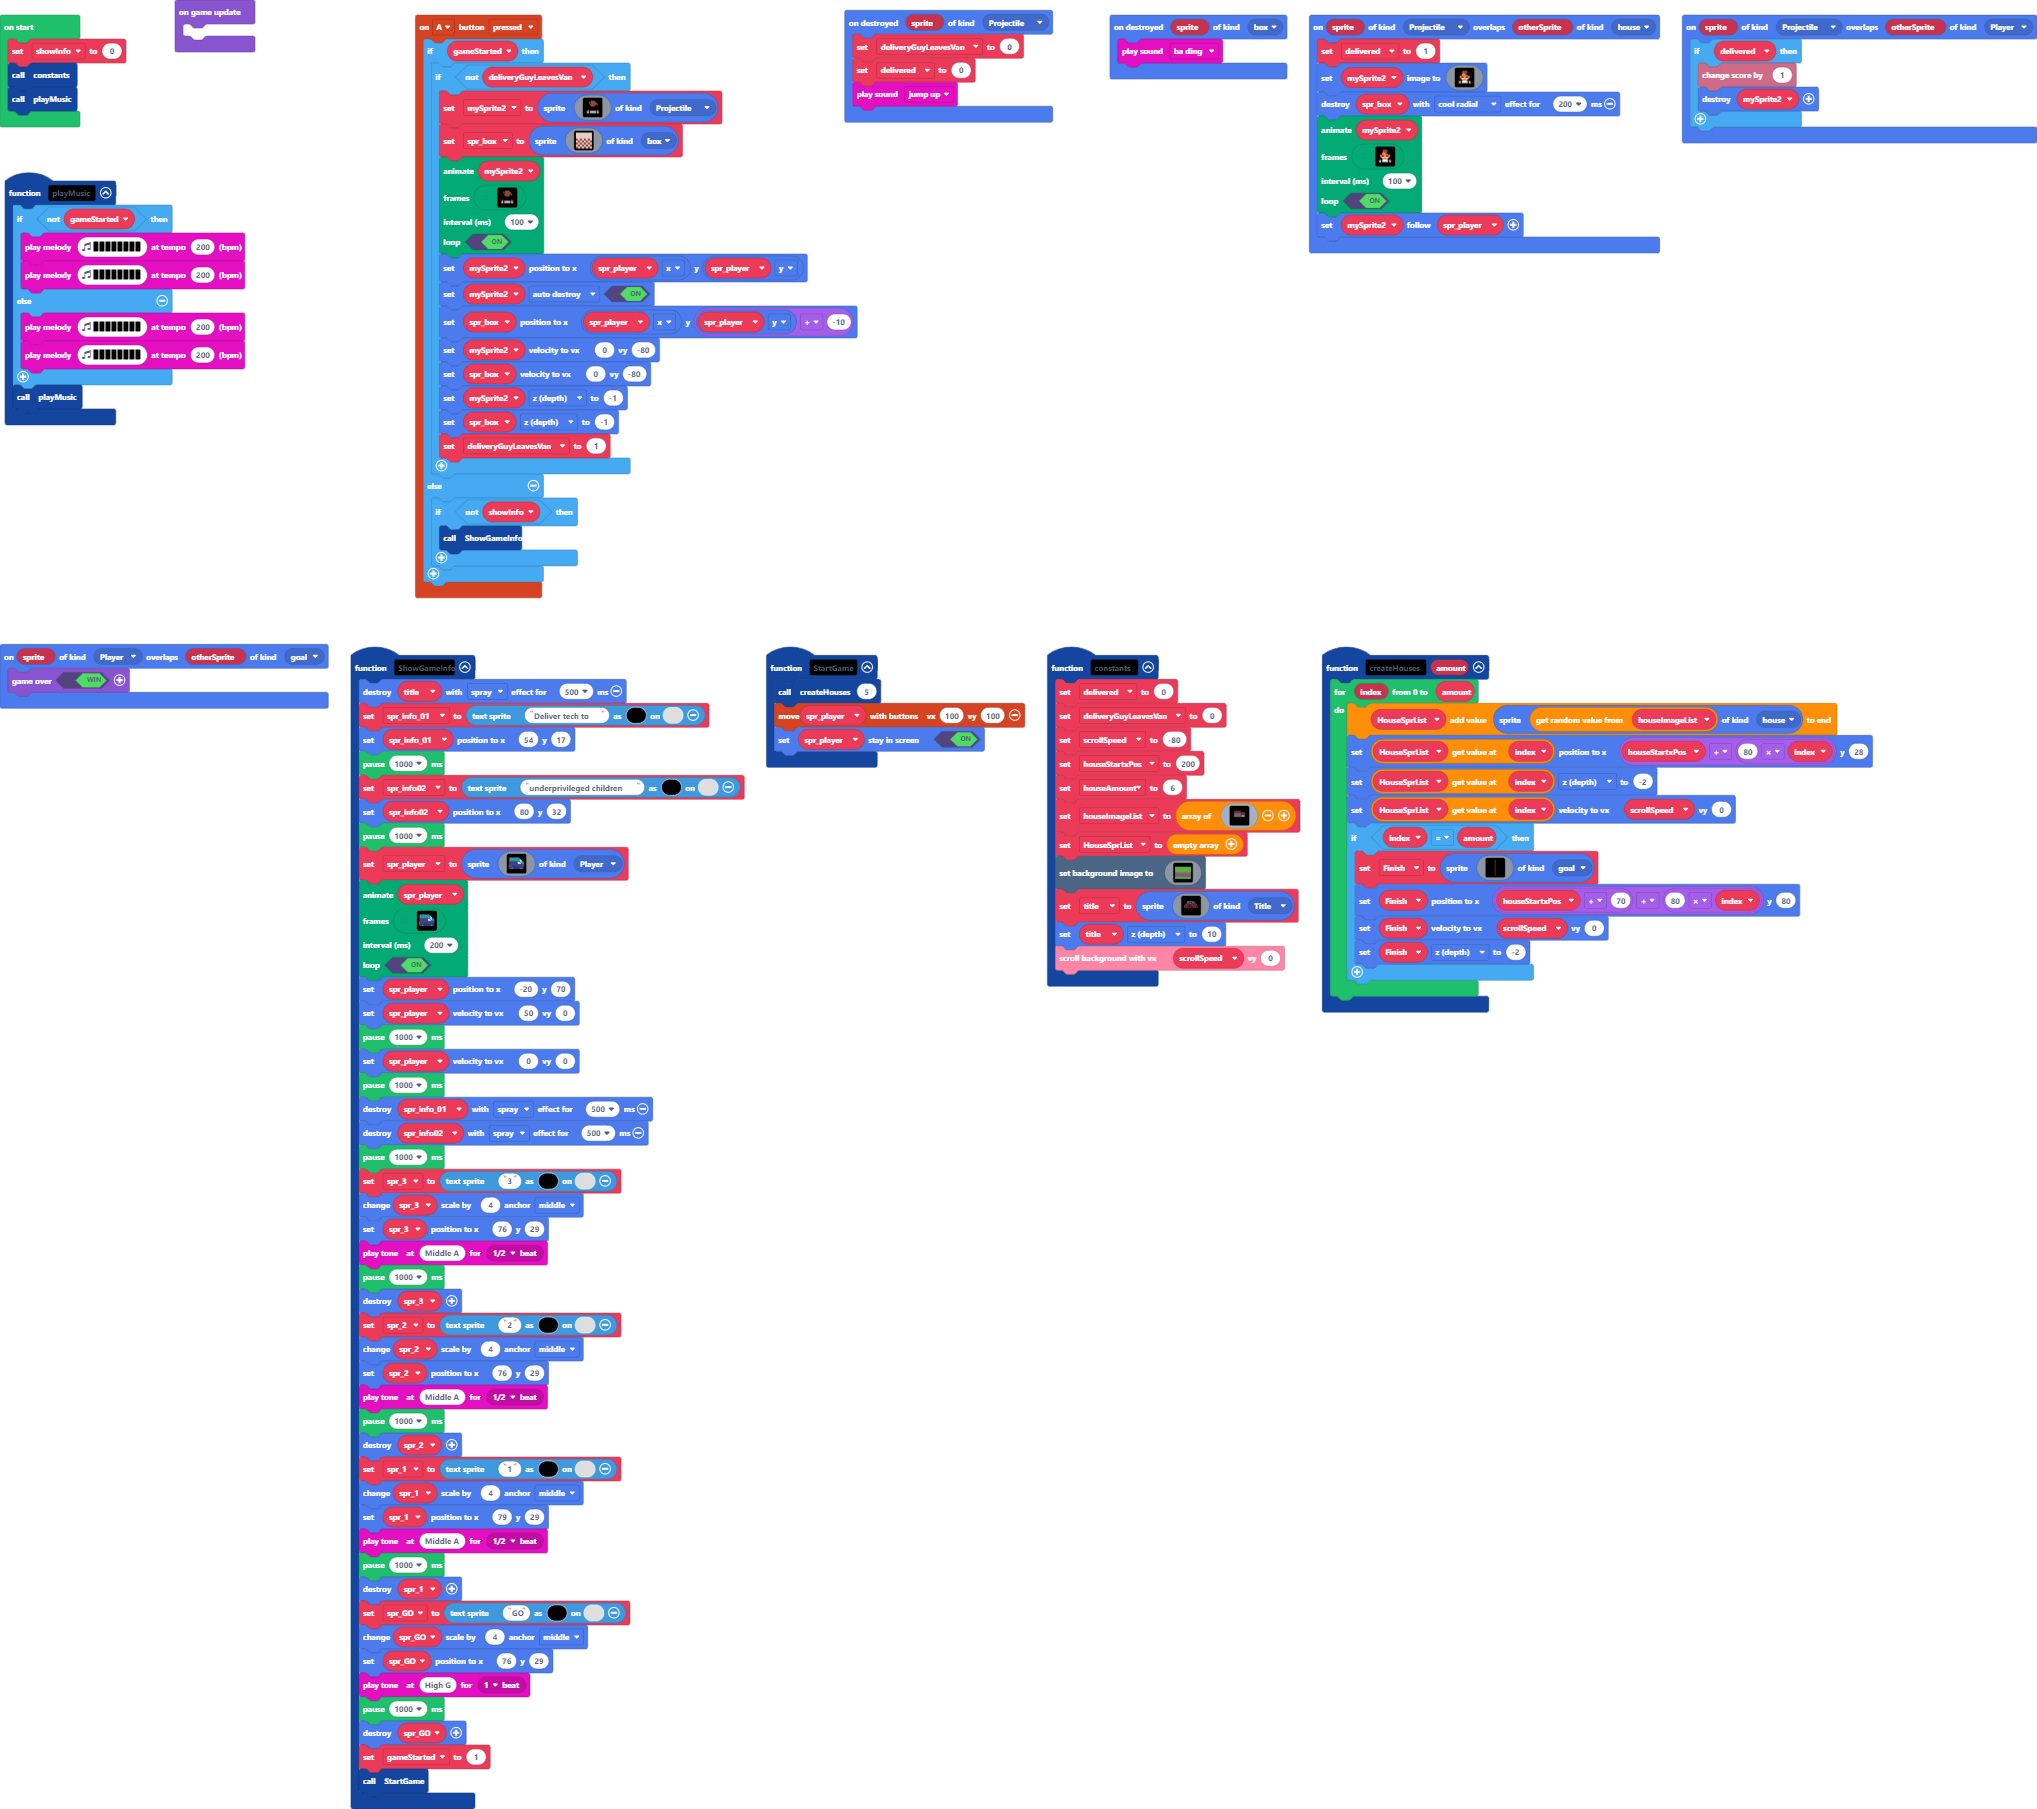 on start
set showInfo to 0
call constants
call playMusic
on game update
function playMusic
if not gameStarted then
play melody at tempo 200 (bpm)
play melody at tempo 200 (bpm)
else
play melody at tempo 200 (bpm)
play melody at tempo 200 (bpm)
call playMusic
on A button pressed
if gameStarted then
if not deliveryGuyLeavesVan then
set mySprite2 to sprite of kind Projectile
set spr_box to sprite of kind box
animate mySprite2
frames
interval (ms) 100
loop ON
set mySprite2 position to x spr_player x y spr_player y
set mySprite2 auto destroy ON
set spr_box position to x spr_player x y spr_player y + -10
set mySprite2 velocity to vx 0 vy -80
set spr_box velocity to vx 0 vy -80
set mySprite2 z (depth) to -1
set spr_box z (depth) to -1
set deliveryGuyLeavesVan to 1
else
if not showInfo then
call ShowGameInfo
on destroyed sprite of kind Projectile
set deliveryGuyLeavesVan to 0
set delivered to 0
play sound jump up
on destroyed sprite of kind box
play sound ba ding
on sprite of kind Projectile overlaps otherSprite of kind house
set delivered to 1
set mySprite2 image to
destroy spr_box with cool radial effect for 200 ms
animate mySprite2
frames
interval (ms) 100
loop ON
set mySprite2 follow spr_player
on sprite of kind Projectile overlaps otherSprite of kind Player
if delivered then
change score by 1
destroy mySprite2
on sprite of kind Player overlaps otherSprite of kind goal
game over WIN
function ShowGameInfo
destroy title with spray effect for 500 ms
set spr_info_01 to text sprite "Deliver tech to " as on
set spr_info_01 position to x 54 y 17
pause 1000 ms
set spr_info02 to text sprite "underprivileged children " as on
set spr_info02 position to x 80 y 32
pause 1000 ms
set spr_player to sprite of kind Player
animate spr_player
frames
interval (ms) 200
loop ON
set spr_player position to x -20 y 70
set spr_player velocity to vx 50 vy 0
pause 1000 ms
set spr_player velocity to vx 0 vy 0
pause 1000 ms
destroy spr_info_01 with spray effect for 500 ms
destroy spr_info02 with spray effect for 500 ms
pause 1000 ms
set spr_3 to text sprite "3" as on
change spr_3 scale by 4 anchor middle
set spr_3 position to x 76 y 29
play tone at Middle A for 1/2 beat
pause 1000 ms
destroy spr_3
set spr_2 to text sprite "2" as on
change spr_2 scale by 4 anchor middle
set spr_2 position to x 76 y 29
play tone at Middle A for 1/2 beat
pause 1000 ms
destroy spr_2
set spr_1 to text sprite "1" as on
change spr_1 scale by 4 anchor middle
set spr_1 position to x 79 y 29
play tone at Middle A for 1/2 beat
pause 1000 ms
destroy spr_1
set spr_GO to text sprite "GO" as on
change spr_GO scale by 4 anchor middle
set spr_GO position to x 76 y 29
play tone at High G for 1 beat
pause 1000 ms
destroy spr_GO
set gameStarted to 1
call StartGame
function StartGame
call createHouses 5
move spr_player with buttons vx 100 vy 100
set spr_player stay in screen ON
function constants
set delivered to 0
set deliveryGuyLeavesVan to 0
set scrollSpeed to -80
set houseStartxPos to 200
set houseAmount to 6
set houseImageList to array of
set HouseSprList to empty array
set background image to
set title to sprite of kind Title
set title z (depth) to 10
scroll background with vx scrollSpeed vy 0
function createHouses amount
for index from 0 to amount
do HouseSprList add value sprite get random value from houseImageList of kind house to end
set HouseSprList get value at index position to x houseStartxPos + 80 × index y 28
set HouseSprList get value at index z (depth) to -2
set HouseSprList get value at index velocity to vx scrollSpeed vy 0
if index = amount then
set Finish to sprite of kind goal
set Finish position to x houseStartxPos + 70 + 80 × index y 80
set Finish velocity to vx scrollSpeed vy 0
set Finish z (depth) to -2